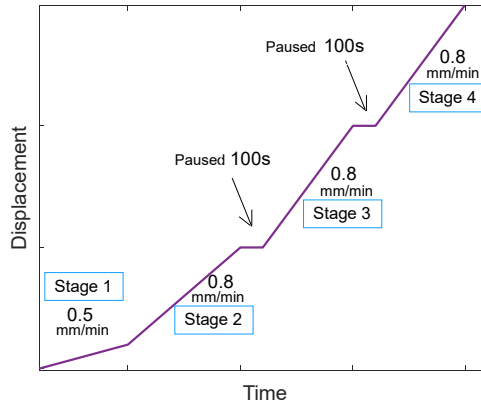 Paused 100s
0.8
mm/min
Stage 4
Paused 100s
0.8
mm/min
Stage 3
Displacement
Stage 1
0.5
mm/min
0.8
mm/min
Stage 2
Time